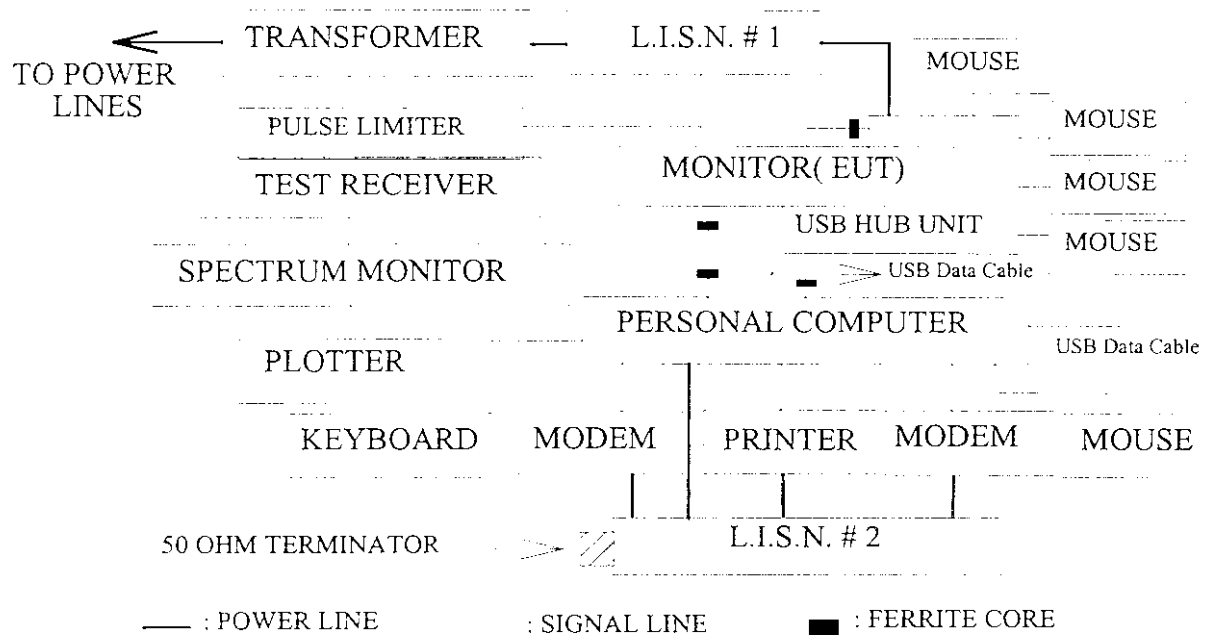 TRANSFORMER
L.I.S.N. # 1
MOUSE
TO POWER
LINES
PULSE LIMITER
MOUSE
MONITOR( EUT)
TEST RECEIVER
MOUSE
USB HUB UNIT
MOUSE
SPECTRUM MONITOR
USB Data Cable
PERSONAL COMPUTER
PLOTTER
USB Data Cable
KEYBOARD
MODEM
PRINTER
MODEM
MOUSE
50 OHM TERMINATOR
L.I.S.N. # 2
: POWER LINE
: SIGNAL LINE
: FERRITE CORE